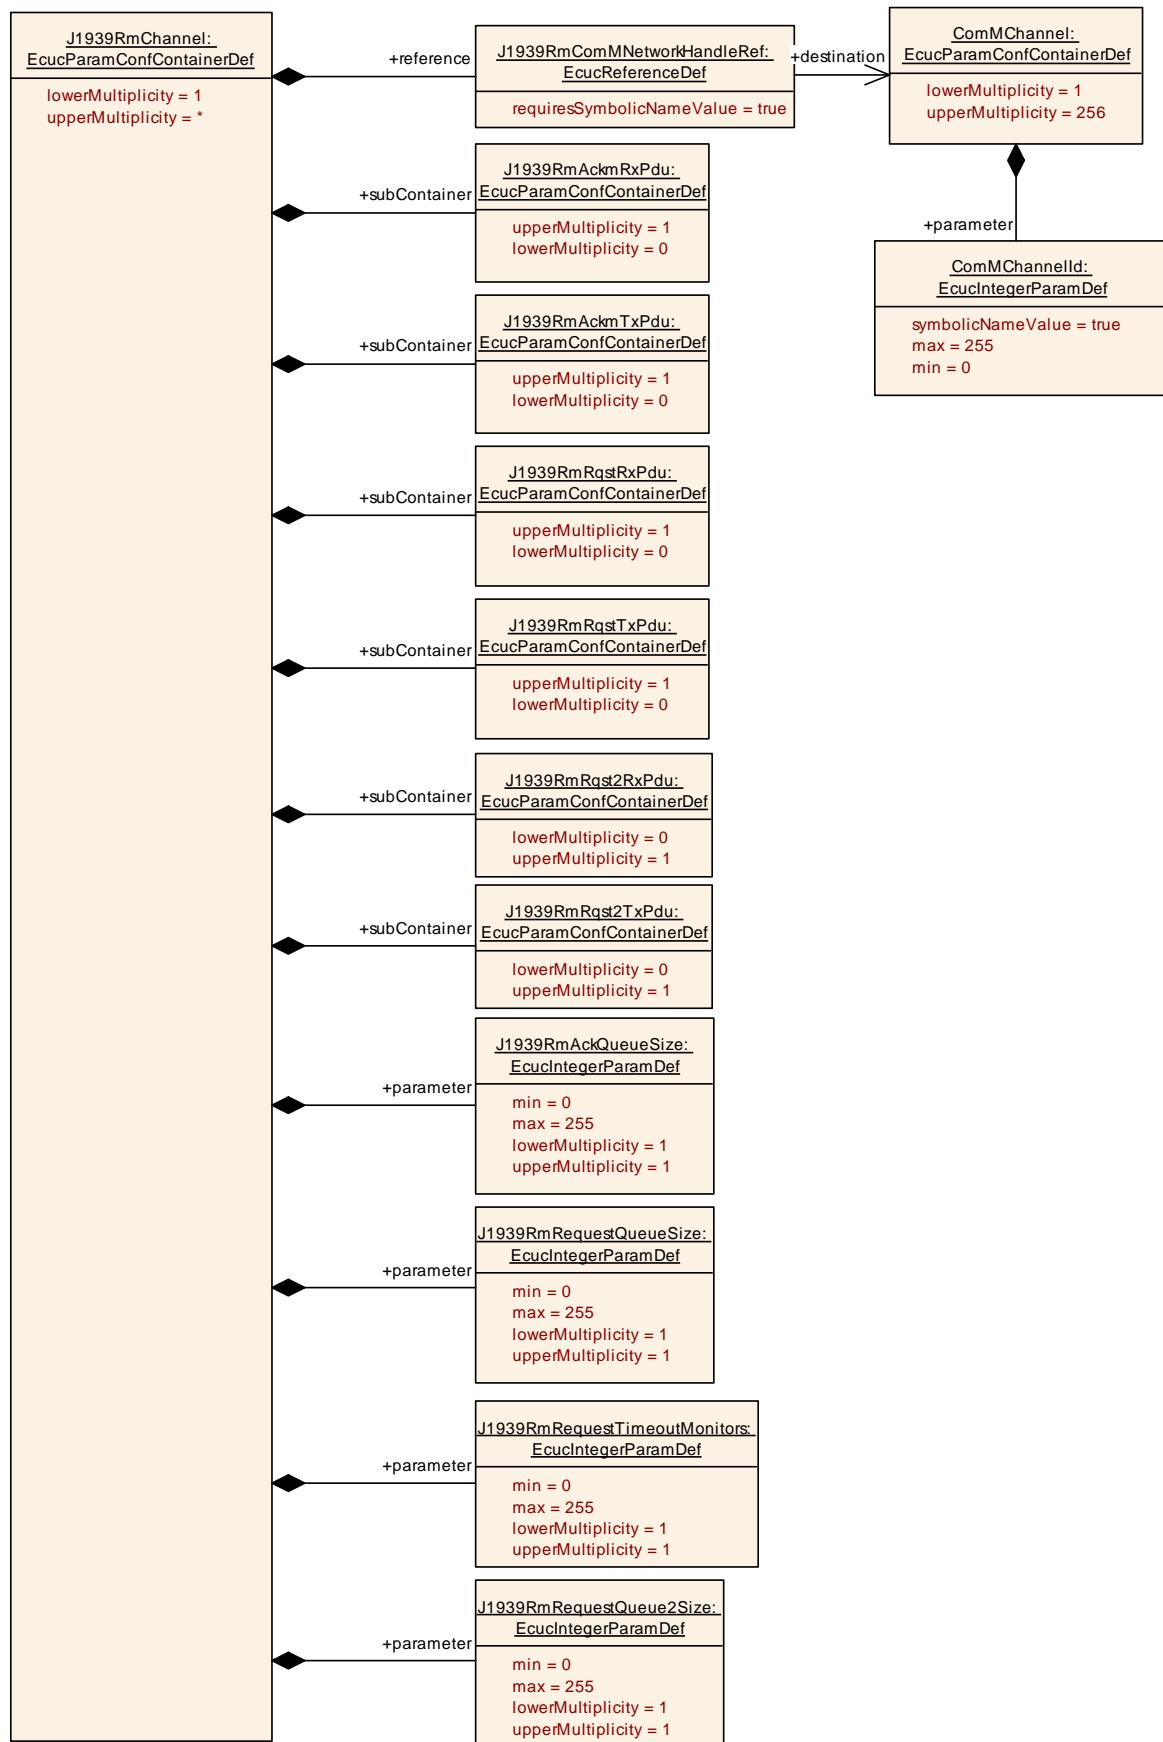 J1939RmChannel:
EcucParamConfContainerDef
lowerMultiplicity = 1
upperMultiplicity = *
+reference
J1939RmComMNetworkHandleRef:
EcucReferenceDef
requiresSymbolicNameValue = true
+destination
ComMChannel:
EcucParamConfContainerDef
lowerMultiplicity = 1
upperMultiplicity = 256
+parameter
ComMChannelId:
EcucIntegerParamDef
symbolicNameValue = true
max = 255
min = 0
+subContainer
J1939RmAckmRxPdu:
EcucParamConfContainerDef
upperMultiplicity = 1
lowerMultiplicity = 0
+subContainer
J1939RmAckmTxPdu:
EcucParamConfContainerDef
upperMultiplicity = 1
lowerMultiplicity = 0
+subContainer
J1939RmRqstRxPdu:
EcucParamConfContainerDef
upperMultiplicity = 1
lowerMultiplicity = 0
+subContainer
J1939RmRqstTxPdu:
EcucParamConfContainerDef
upperMultiplicity = 1
lowerMultiplicity = 0
+subContainer
J1939RmRqst2RxPdu:
EcucParamConfContainerDef
lowerMultiplicity = 0
upperMultiplicity = 1
+subContainer
J1939RmRqst2TxPdu:
EcucParamConfContainerDef
lowerMultiplicity = 0
upperMultiplicity = 1
+parameter
J1939RmAckQueueSize:
EcucIntegerParamDef
min = 0
max = 255
lowerMultiplicity = 1
upperMultiplicity = 1
+parameter
J1939RmRequestQueueSize:
EcucIntegerParamDef
min = 0
max = 255
lowerMultiplicity = 1
upperMultiplicity = 1
+parameter
J1939RmRequestTimeoutMonitors:
EcucIntegerParamDef
min = 0
max = 255
lowerMultiplicity = 1
upperMultiplicity = 1
+parameter
J1939RmRequestQueue2Size:
EcucIntegerParamDef
min = 0
max = 255
lowerMultiplicity = 1
upperMultiplicity = 1